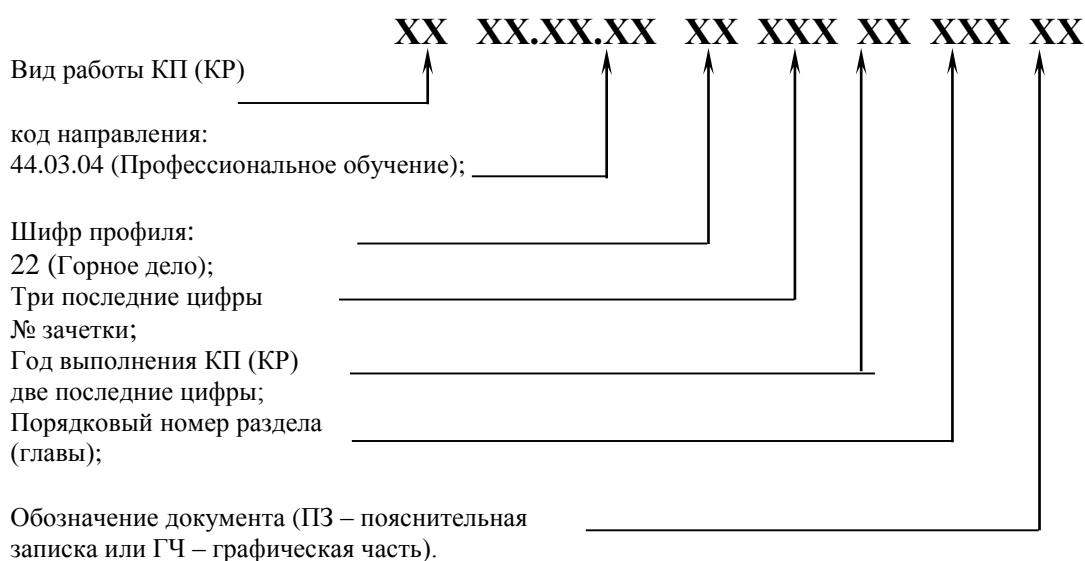 XX XX.XX.XX XX XXX XX XXX XX
Вид работы КП (КР)
код направления:
44.03.04 (Профессиональное обучение);
Шифр профиля:
22 (Горное дело);
Три последние цифры
№ зачетки;
Год выполнения КП (КР)
две последние цифры;
Порядковый номер раздела
(главы);
Обозначение документа (ПЗ – пояснительная
записка или ГЧ – графическая часть).